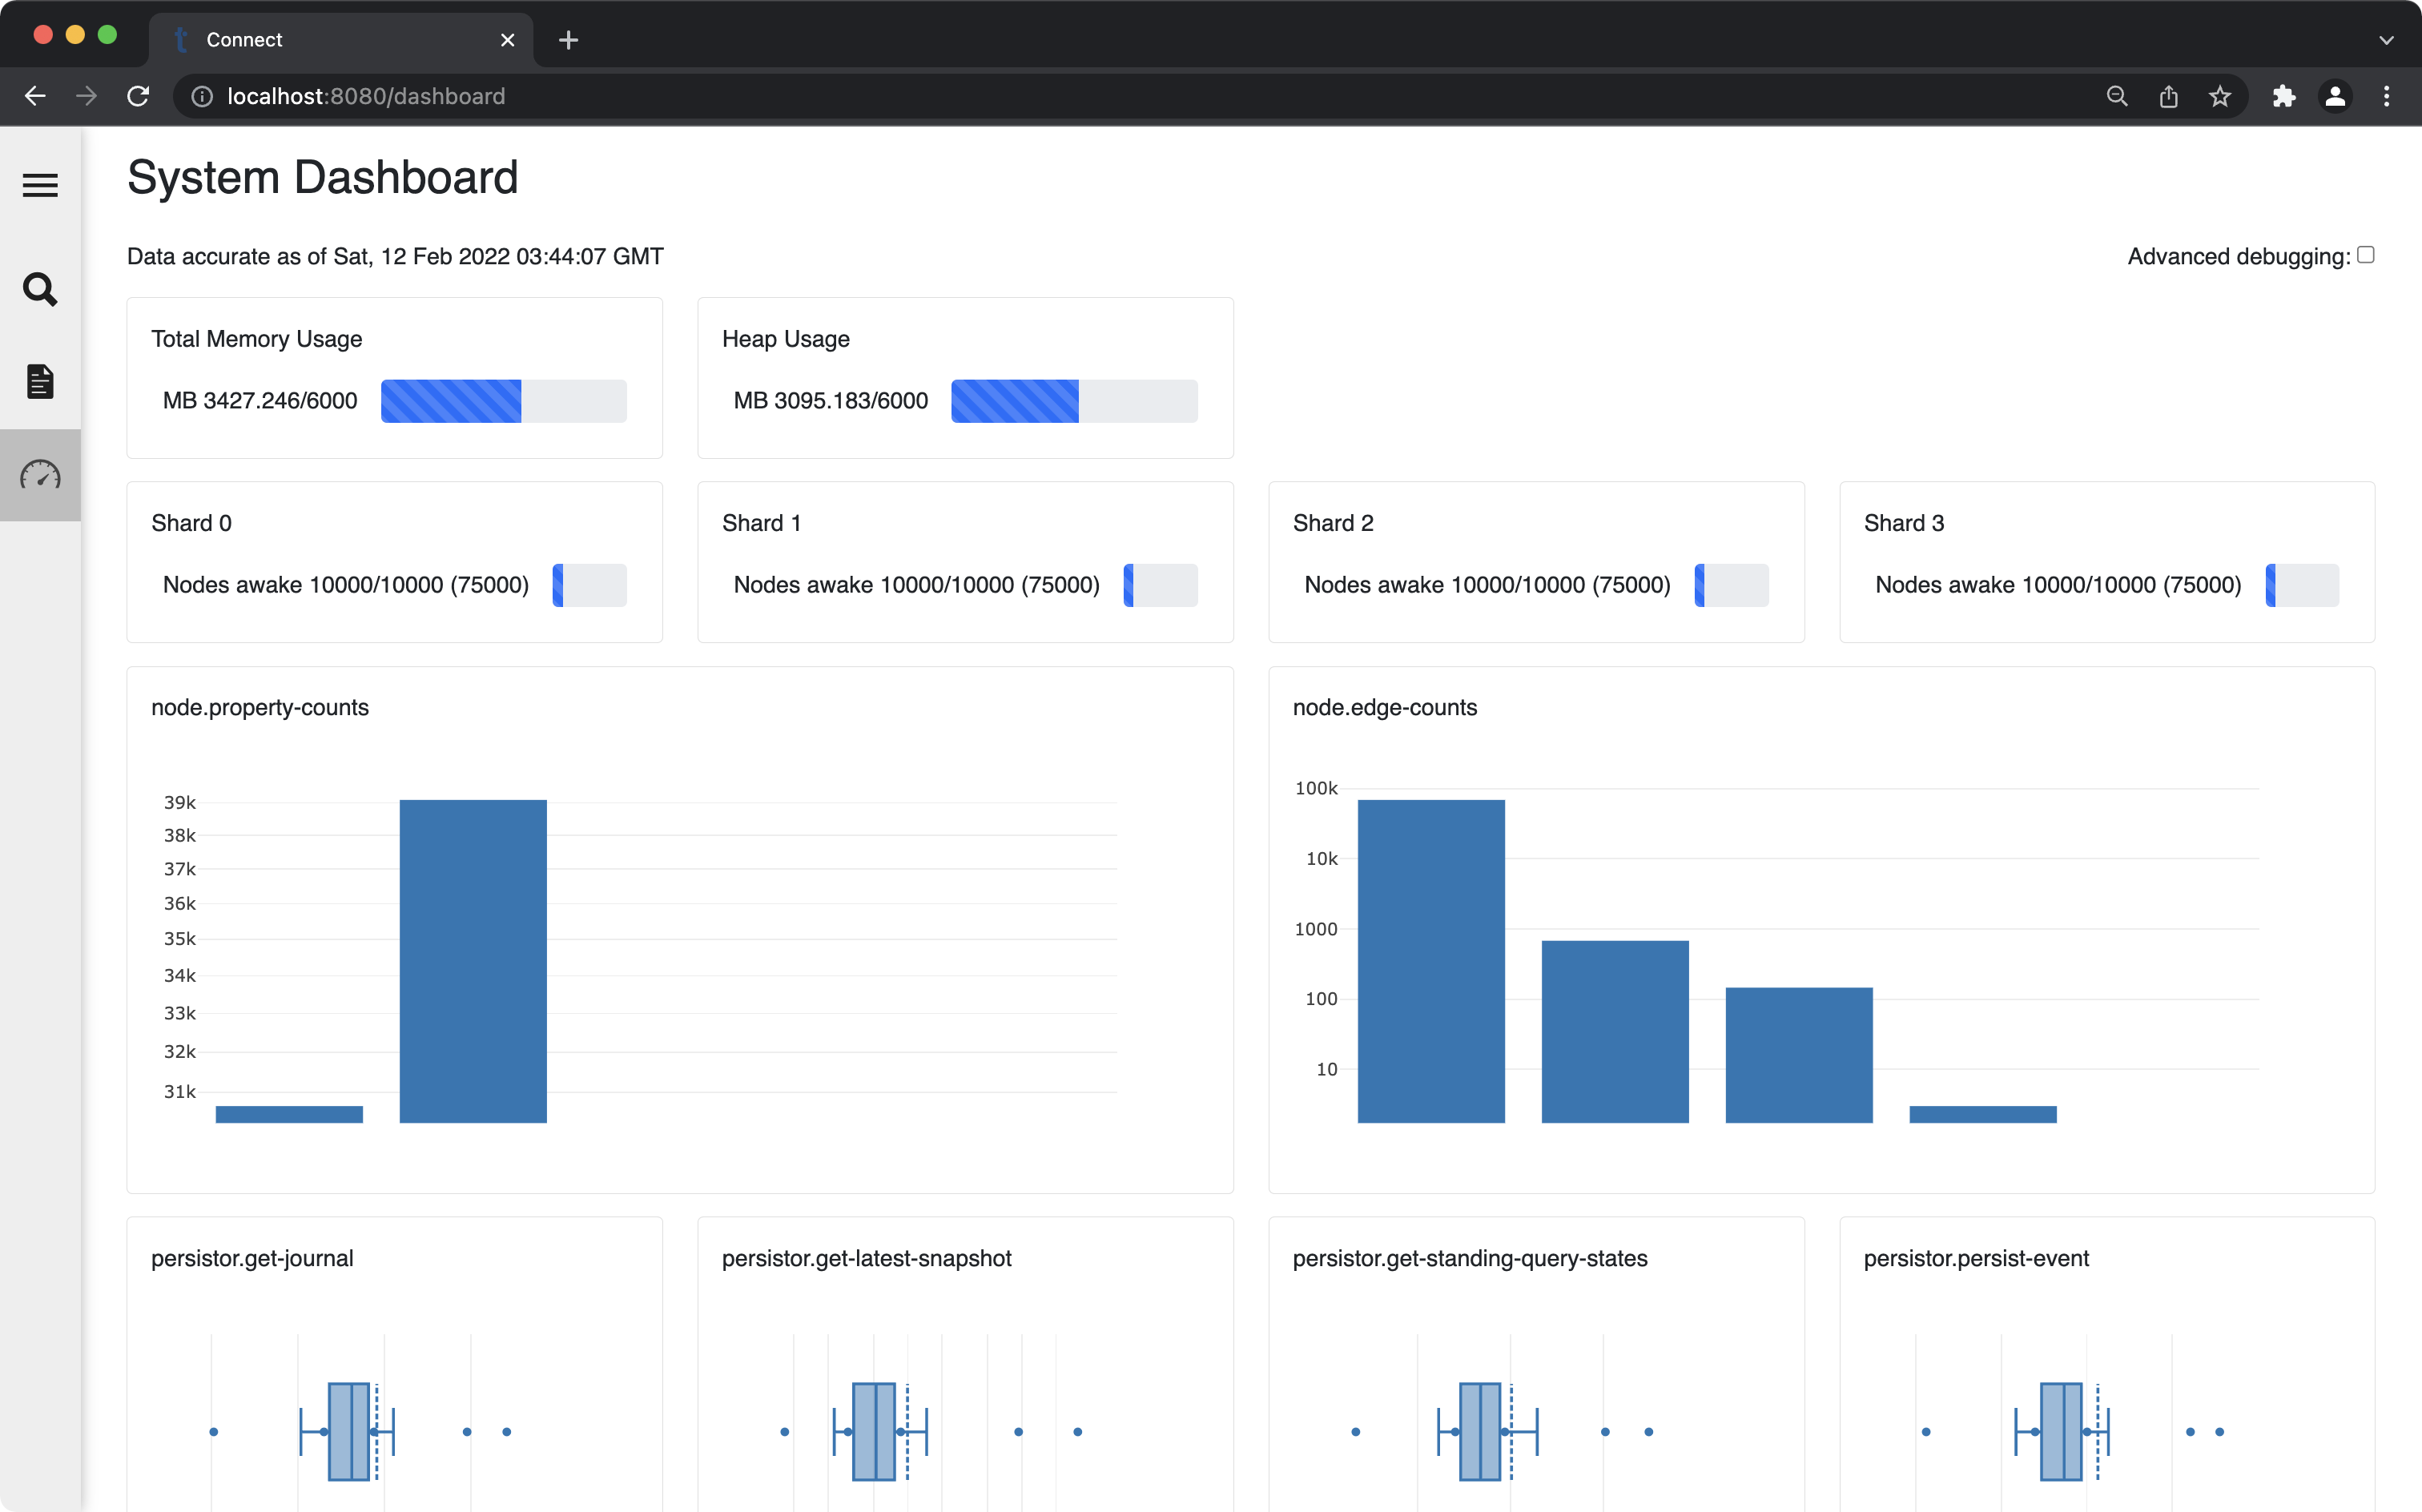 Connect
localhost:8080/dashboard
System Dashboard
Data accurate as of Sat, 12 Feb 2022 03:44:07 GMT
Advanced debugging:
Total Memory Usage
MB 3427.246/6000
Heap Usage
MB 3095.183/6000
Shard 0
Nodes awake 10000/10000 (75000)
Shard 1
Nodes awake 10000/10000 (75000)
Shard 2
Nodes awake 10000/10000 (75000)
Shard 3
Nodes awake 10000/10000 (75000)
node.property-counts
39k
38k
37k
36k
35k
34k
33k
32k
31k
node.edge-counts
100k
10k
1000
100
10
persistor.get-journal
persistor.get-latest-snapshot
persistor.get-standing-query-states
persistor.persist-event